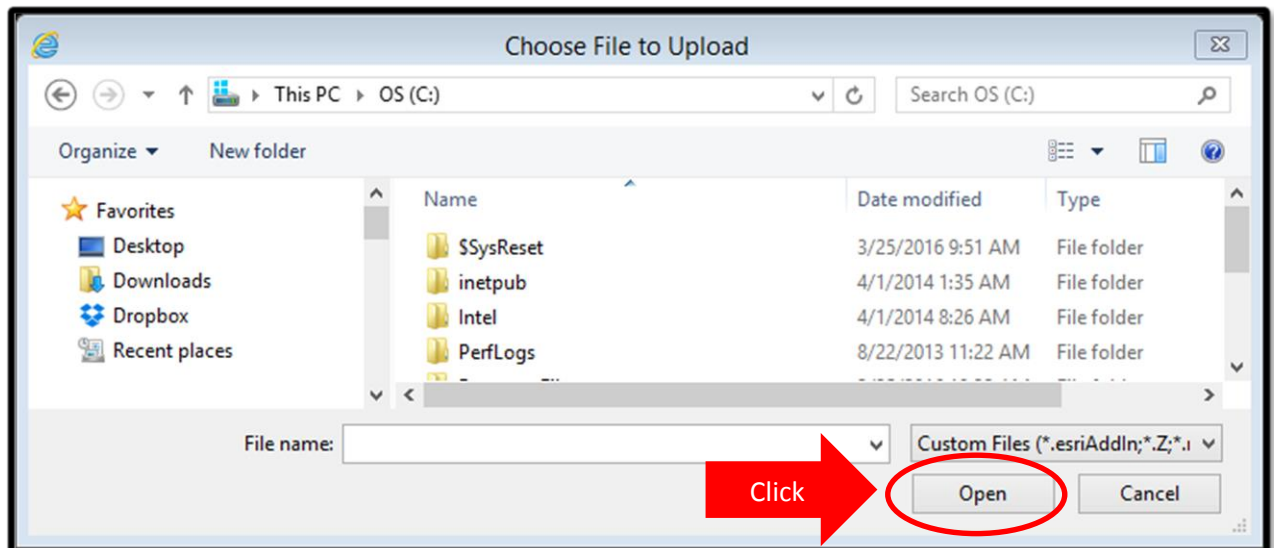 Choose File to Upload
This PC OS (C:)
Search OS (C:)
Organize New folder
Favorites
Desktop
Downloads
Dropbox
Recent places
Name Date modified Type
$SysReset 3/25/2016 9:51 AM File folder
inetpub 4/1/2014 1:35 AM File folder
Intel 4/1/2014 8:26 AM File folder
PerfLogs 8/22/2013 11:22 AM File folder
File name:
Custom Files (*.esriAddIn;*.Z;*.
Click
Open Cancel